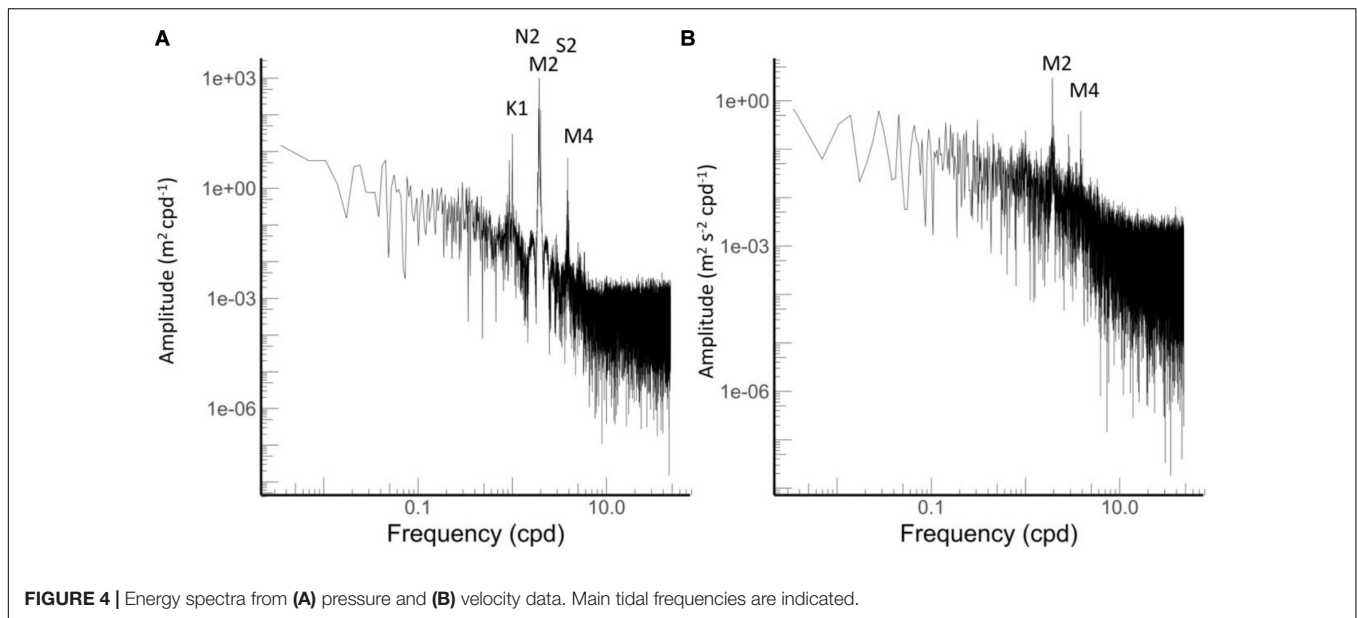 A
N2
S2
M2
K1
M4
1e+03
1e+00
1e-03
1e-06
Amplitude (m² cpd⁻¹)
0.1
10.0
Frequency (cpd)
B
M2
M4
1e+00
1e-03
1e-06
Amplitude (m² s⁻² cpd⁻¹)
0.1
10.0
Frequency (cpd)
FIGURE 4 | Energy spectra from (A) pressure and (B) velocity data. Main tidal frequencies are indicated.